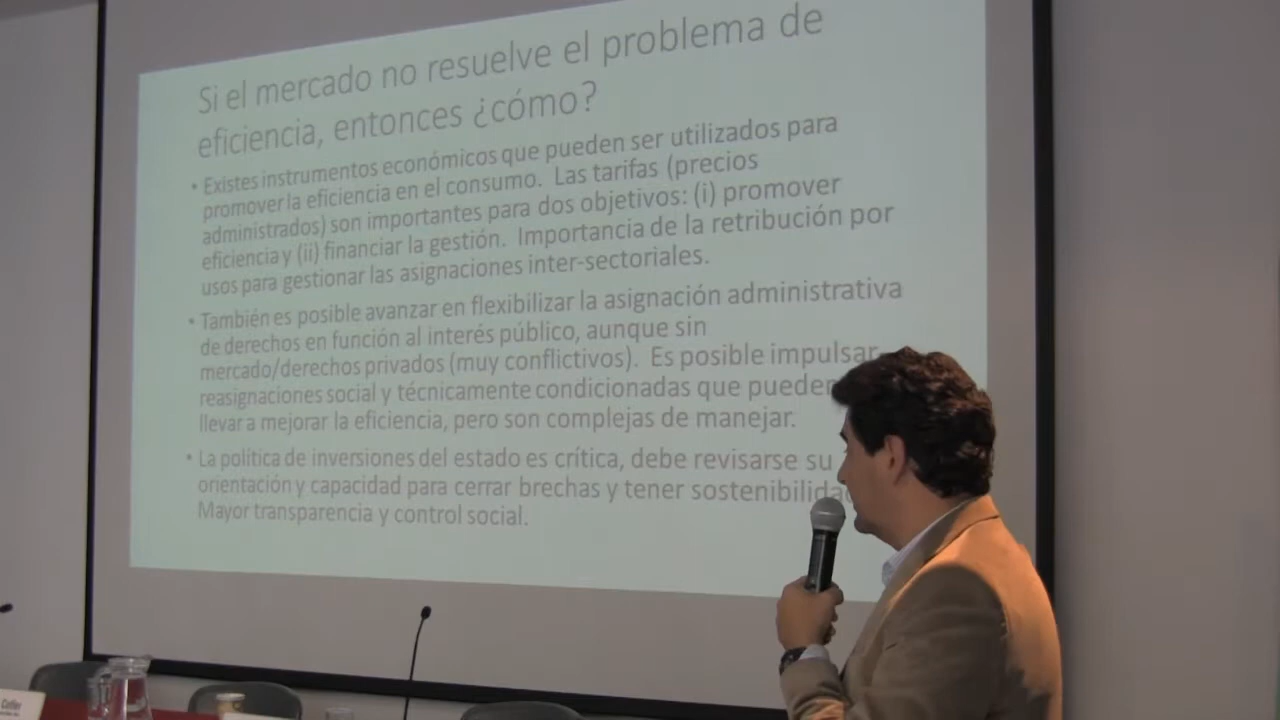 Si el mercado no resuelve el problema de
eficiencia, entonces ¿cómo?
• Existes instrumentos económicos que pueden ser utilizados para
promover la eficiencia en el consumo. Las tarifas (precios
administrados) son importantes para dos objetivos: (i) promover
eficiencia y (ii) financiar la gestión. Importancia de la retribución por
usos para gestionar las asignaciones inter-sectoriales.
• También es posible avanzar en flexibilizar la asignación administrativa
de derechos en función al interés público, aunque sin
mercado/derechos privados (muy conflictivos). Es posible impulsar
reasignaciones social y técnicamente condicionadas que pueden
llevar a mejorar la eficiencia, pero son complejas de manejar.
• La política de inversiones del estado es crítica, debe revisarse su
orientación y capacidad para cerrar brechas y tener sostenibilida
Mayor transparencia y control social.
Cotler